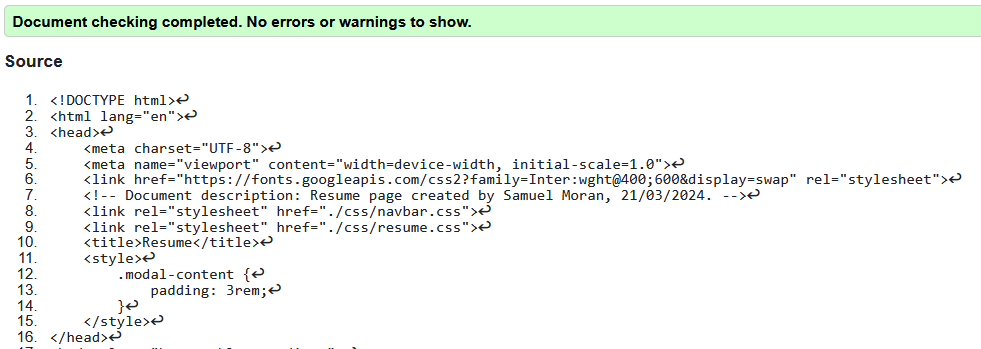 Document checking completed. No errors or warnings to show.
Source
1. <!DOCTYPE html>↩
2. <html lang="en">↩
3. <head>↩
4.     <meta charset="UTF-8">↩
5.     <meta name="viewport" content="width=device-width, initial-scale=1.0">↩
6.     <link href="https://fonts.googleapis.com/css2?family=Inter:wght@400;600&display=swap" rel="stylesheet">↩
7.     <!-- Document description: Resume page created by Samuel Moran, 21/03/2024. -->↩
8.     <link rel="stylesheet" href="./css/navbar.css">↩
9.     <link rel="stylesheet" href="./css/resume.css">↩
10.     <title>Resume</title>↩
11.     <style>↩
12.         .modal-content {↩
13.             padding: 3rem;↩
14.         }↩
15.     </style>↩
16. </head>↩